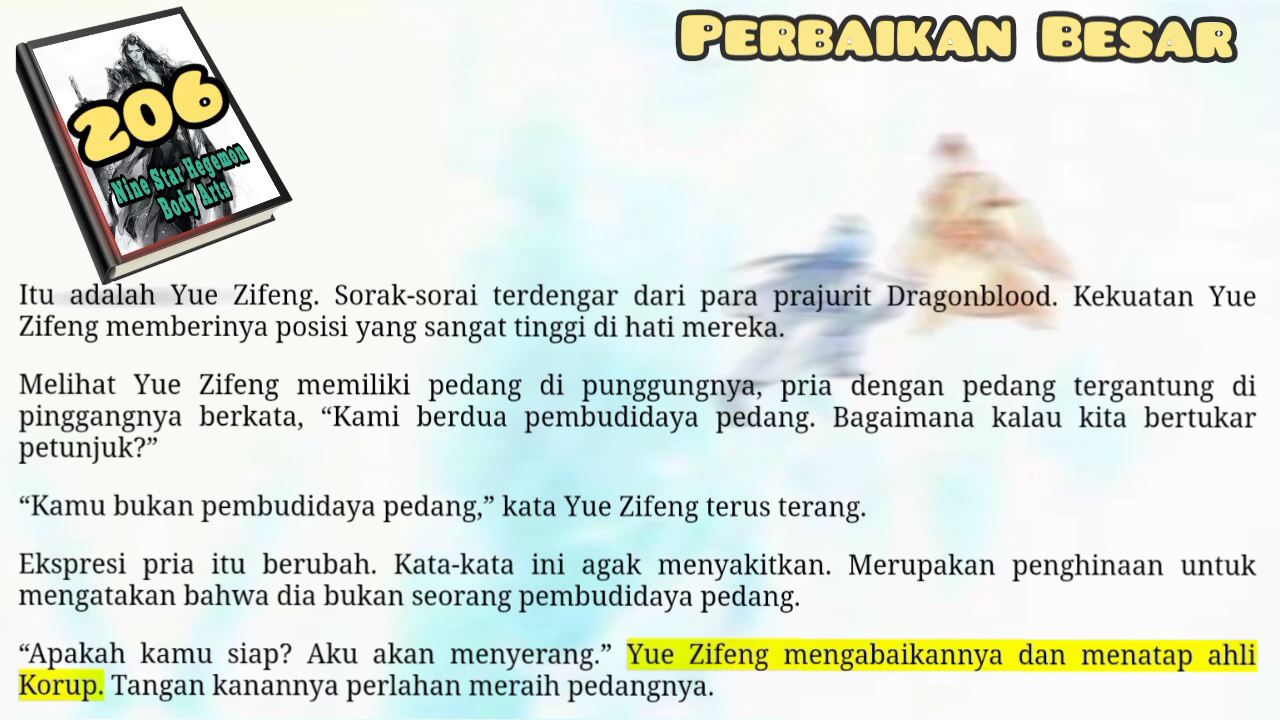 PERBAIKAN BESAR
206
Nine Star Hegemon
Body Arts
Itu adalah Yue Zifeng. Sorak-sorai terdengar dari para prajurit Dragonblood. Kekuatan Yue
Zifeng memberinya posisi yang sangat tinggi di hati mereka.
Melihat Yue Zifeng memiliki pedang di punggungnya, pria dengan pedang tergantung di
pinggangnya berkata, “Kami berdua pembudidaya pedang. Bagaimana kalau kita bertukar
petunjuk?”
“Kamu bukan pembudidaya pedang,” kata Yue Zifeng terus terang.
Ekspresi pria itu berubah. Kata-kata ini agak menyakitkan. Merupakan penghinaan untuk
mengatakan bahwa dia bukan seorang pembudidaya pedang.
“Apakah kamu siap? Aku akan menyerang.” Yue Zifeng mengabaikannya dan menatap ahli
Korup. Tangan kanannya perlahan meraih pedangnya.